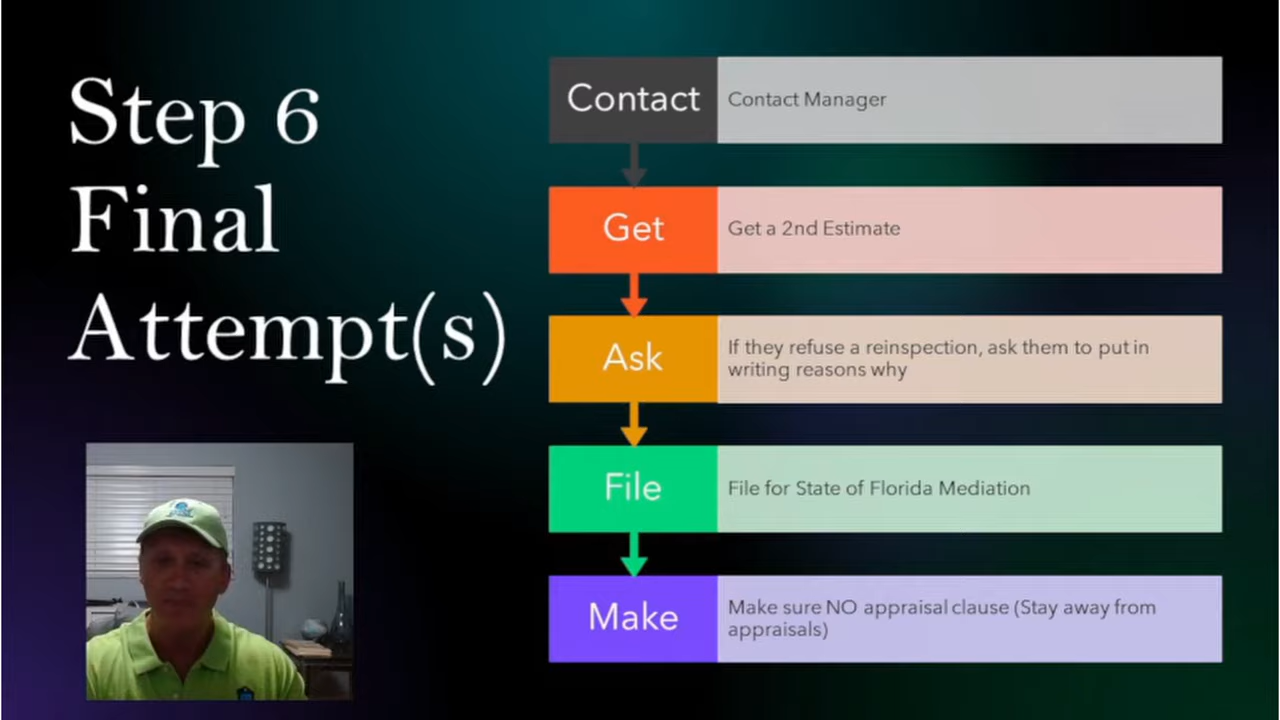 Step 6
Final
Attempt(s)
Contact
Contact Manager
Get
Get a 2nd Estimate
Ask
If they refuse a reinspection, ask them to put in
writing reasons why
File
File for State of Florida Mediation
Make
Make sure NO appraisal clause (Stay away from
appraisals)